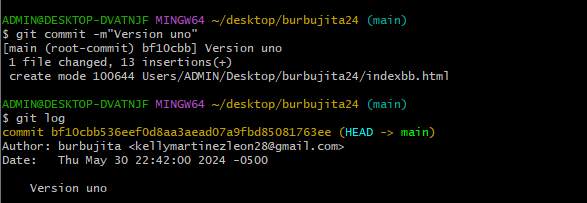 ADMIN@DESKTOP-DVATNJF MINGW64 ~/desktop/burbujita24 (main)
$ git commit -m"Version uno"
[main (root-commit) bf10cbb] Version uno
 1 file changed, 13 insertions(+)
 create mode 100644 Users/ADMIN/Desktop/burbujita24/indexbb.html
ADMIN@DESKTOP-DVATNJF MINGW64 ~/desktop/burbujita24 (main)
$ git log
commit bf10cbb536eef0d8aa3aead07a9fbd85081763ee (HEAD -> main)
Author: burbujita <kellymartinezleon28@gmail.com>
Date:   Thu May 30 22:42:00 2024 -0500
    Version uno